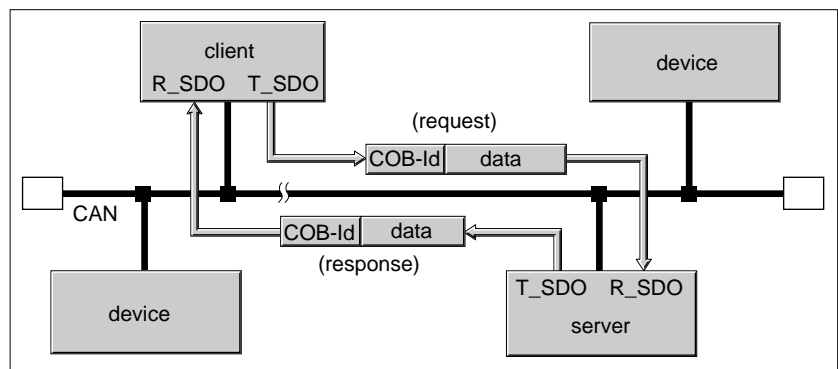 client
R_SDO T_SDO
device
(request)
COB-Id data
CAN
COB-Id data
(response)
device
T_SDO R_SDO
server